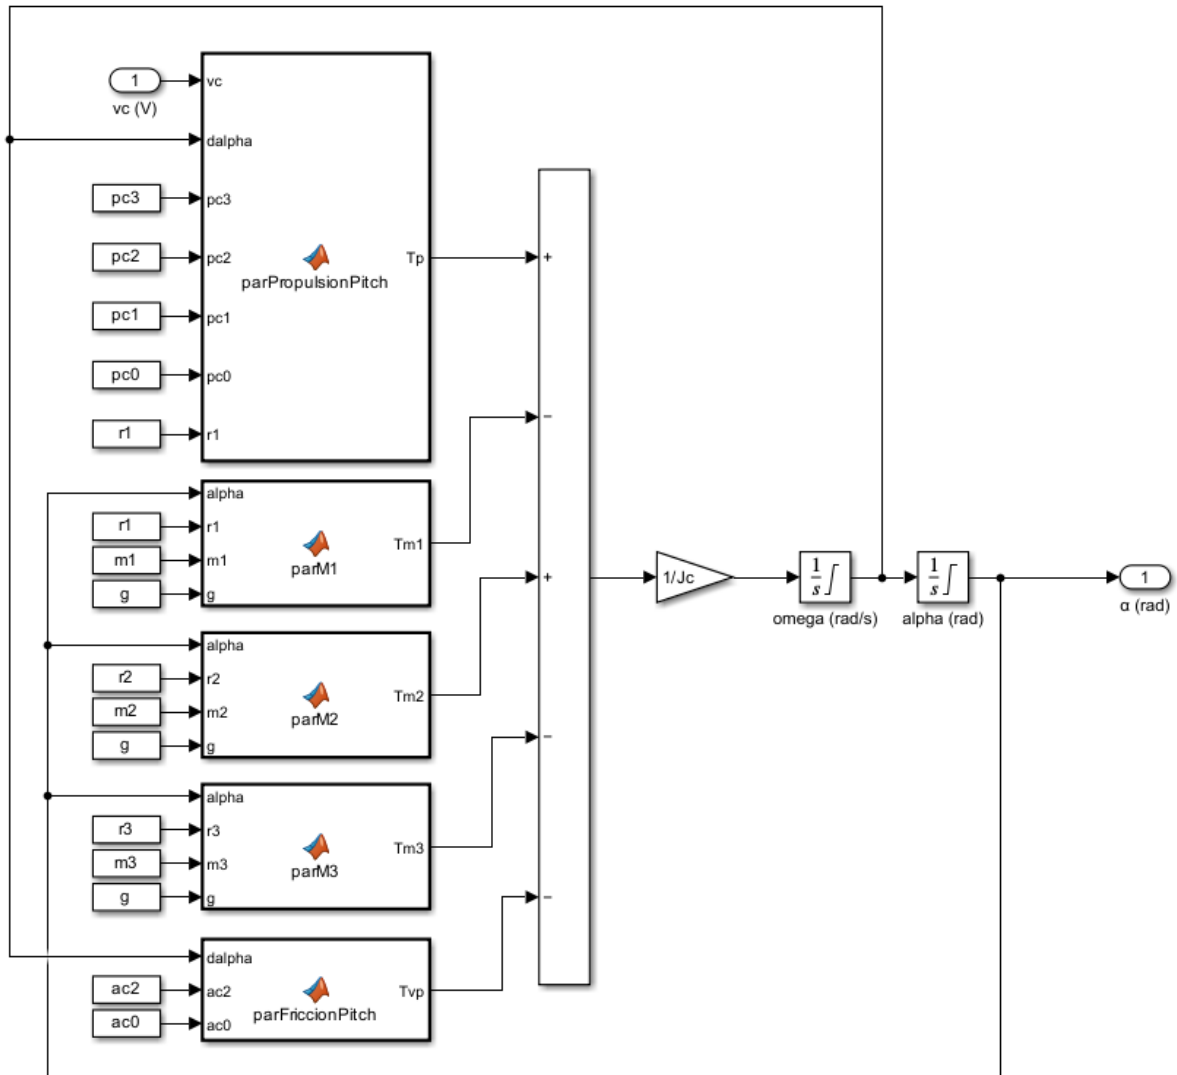 1
vc (V)
vc
dalpha
pc3
pc3
pc2
pc2
Tp
parPropulsionPitch
pc1
pc1
pc0
pc0
r1
r1
+
−
alpha
r1
r1
m1
m1
g
g
Tm1
parM1
+
alpha
r2
r2
m2
m2
g
g
Tm2
parM2
−
alpha
r3
r3
m3
m3
g
g
Tm3
parM3
−
dalpha
ac2
ac2
ac0
ac0
Tvp
parFriccionPitch
1/Jc
1
s
omega (rad/s)
1
s
alpha (rad)
1
α (rad)